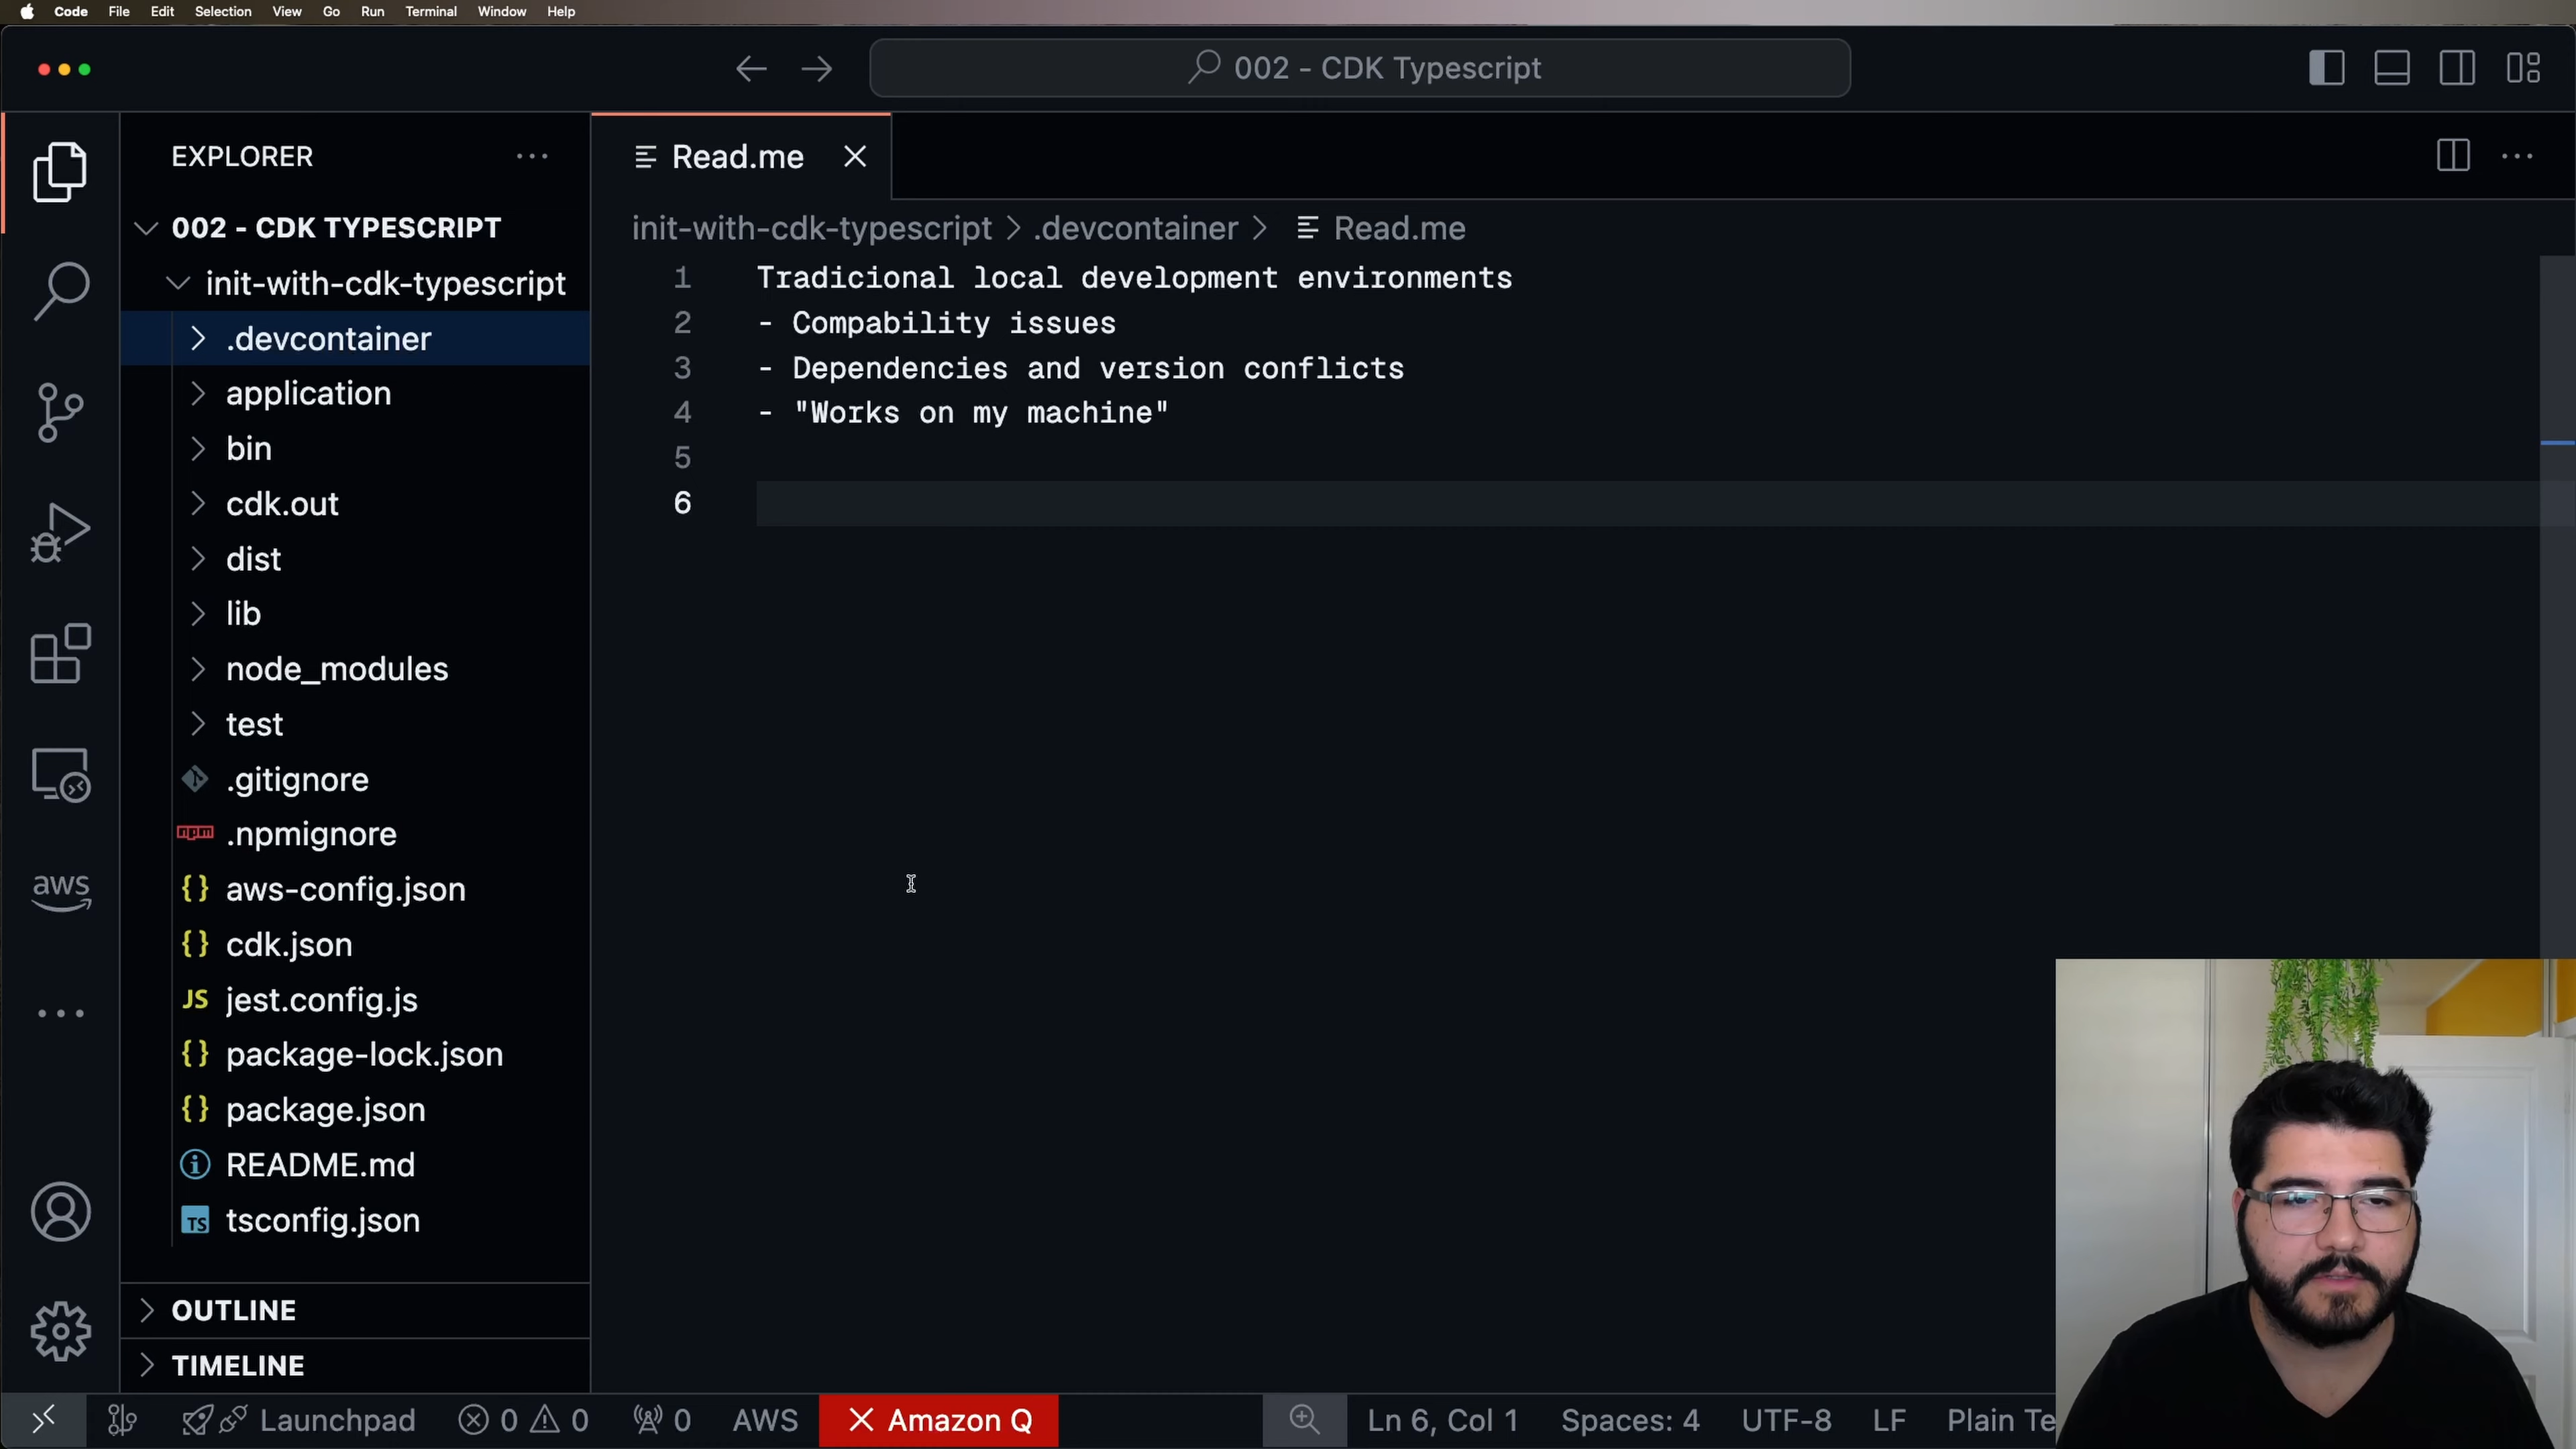 Code File Edit Selection View Go Run Terminal Window Help
002 - CDK Typescript
EXPLORER
Read.me
002 - CDK TYPESCRIPT
init-with-cdk-typescript > .devcontainer > Read.me
init-with-cdk-typescript
.devcontainer
application
bin
cdk.out
dist
lib
node_modules
test
.gitignore
npm .npmignore
{} aws-config.json
{} cdk.json
JS jest.config.js
{} package-lock.json
{} package.json
README.md
TS tsconfig.json
OUTLINE
TIMELINE
aws
1 Tradicional local development environments
2 - Compability issues
3 - Dependencies and version conflicts
4 - "Works on my machine"
5
6
Launchpad 0 0 0 AWS Amazon Q Ln 6, Col 1 Spaces: 4 UTF-8 LF Plain Te